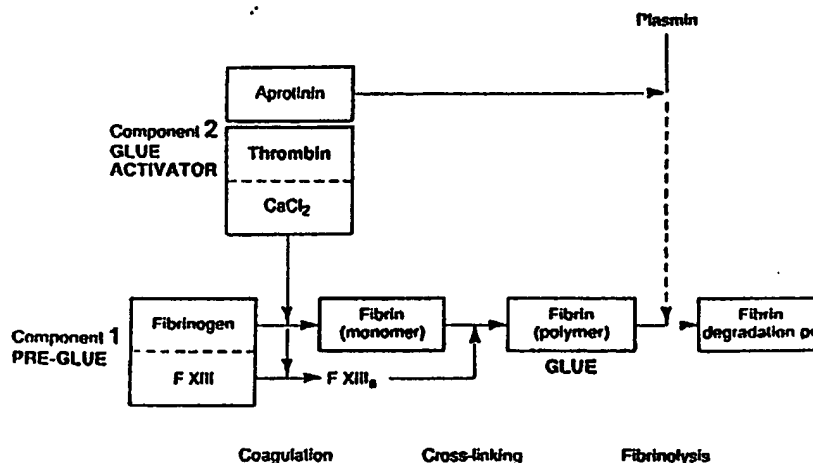 Plasmin
Aprotinin
Component 2
GLUE
ACTIVATOR
Thrombin
CaCl₂
Component 1
PRE-GLUE
Fibrinogen
F XIII
Fibrin
(monomer)
F XIIIa
Fibrin
(polymer)
GLUE
Fibrin
degradation
Coagulation
Cross-linking
Fibrinolysis